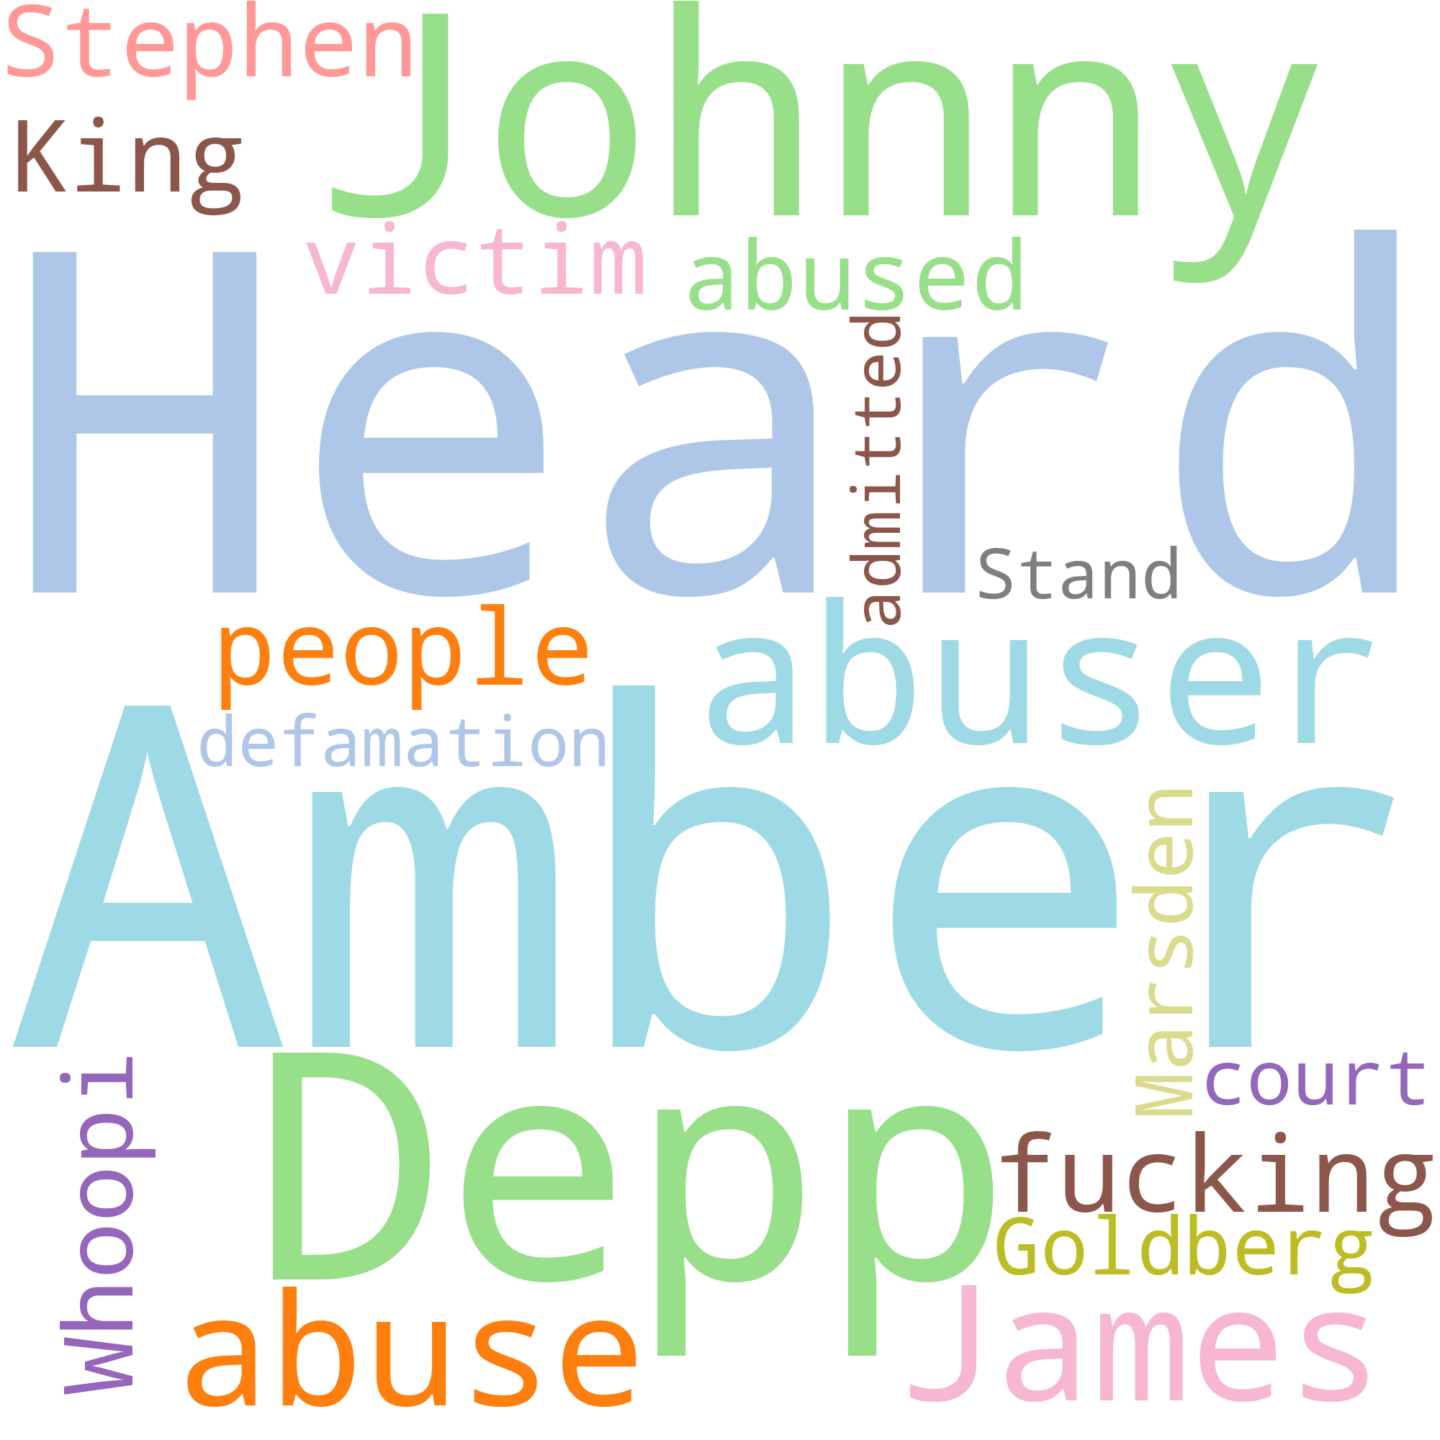 Stephen
Johnny
King
victim
abused
Heard
admitted
Stand
people
abuser
defamation
Amber
Marsden
Depp
court
Whoopi
fucking
Goldberg
abuse
James